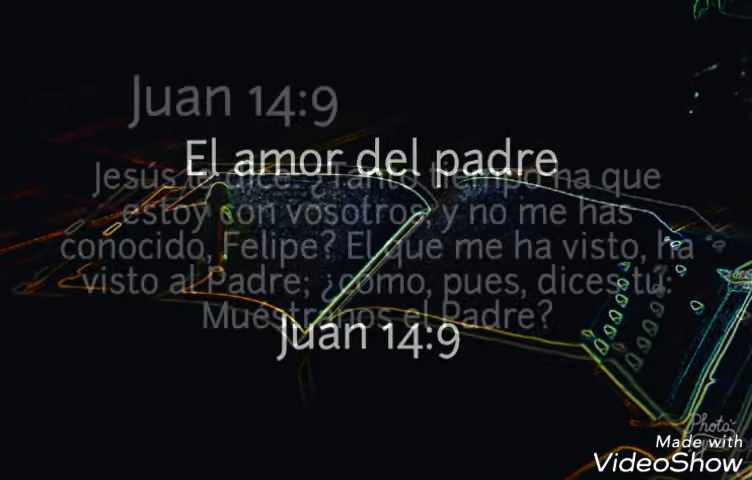 Juan 14:9
El amor del padre
Jesús le dice: ¿Tanto ha que
estoy con vosotros, y no me has
conocido, Felipe? El que me ha visto, ha
visto al Padre; ¿cómo, pues, dices tú:
Muéstranos el Padre?
Juan 14:9
Photo
Made with
VideoShow